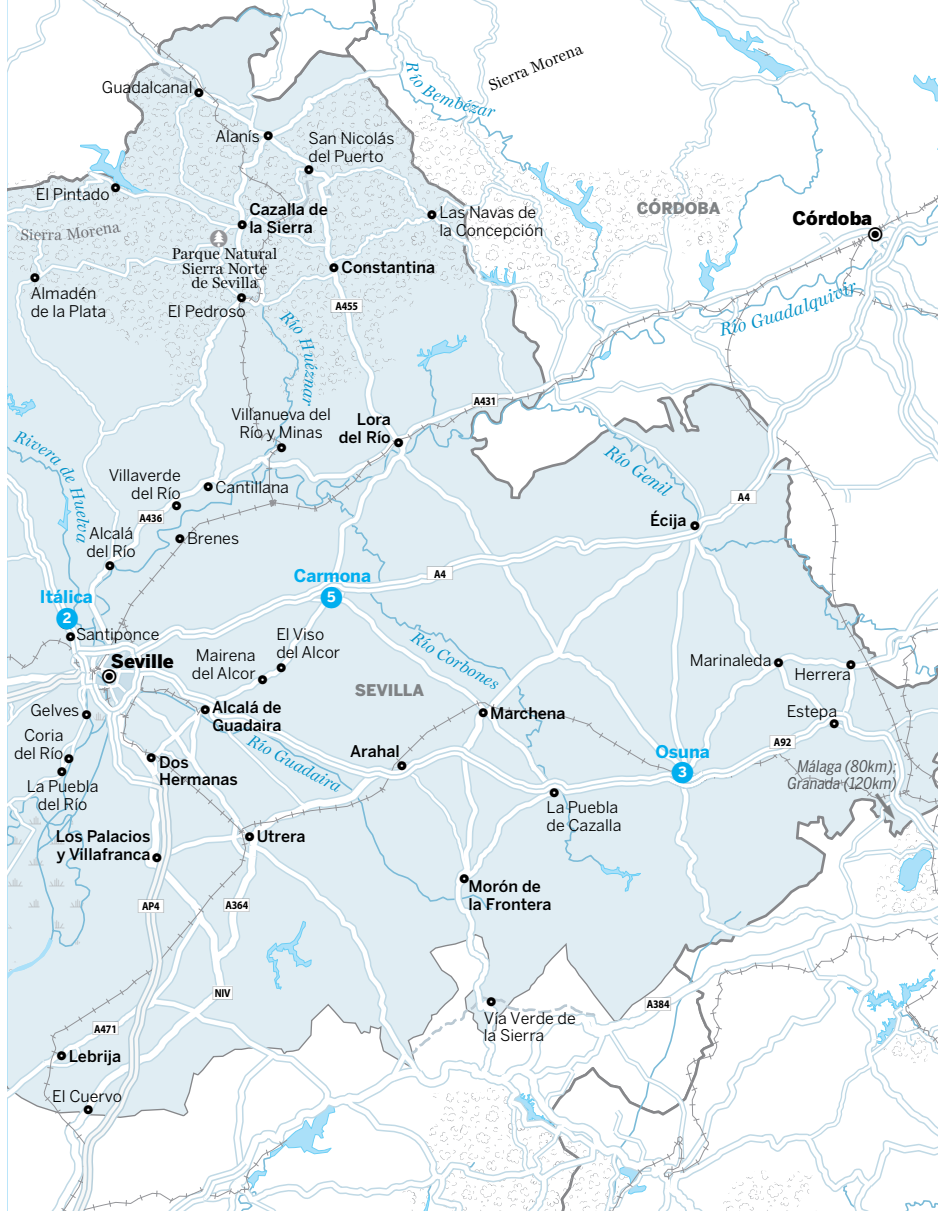 Sierra Morena
Río Bembézar
Guadalcanal
Alanís
San Nicolás
del Puerto
El Pintado
Cazalla de
la Sierra
Las Navas de
la Concepción
CÓRDOBA
Córdoba
Sierra Morena
Parque Natural
Sierra Norte
de Sevilla
Constantina
Almadén
de la Plata
El Pedroso
A455
Río Huéznar
Río Guadalquivir
A431
Villanueva del
Río y Minas
Lora
del Río
Rivera de Huelva
Río Genil
Villaverde
del Río
Cantillana
A436
A4
Écija
Alcalá
del Río
Brenes
Itálica
2
Carmona
5
A4
Santiponce
El Viso
del Alcor
Río Corbones
Seville
Mairena
del Alcor
SEVILLA
Marinaleda
Herrera
Gelves
Alcalá de
Guadaira
Marchena
Estepa
Coria
del Río
Río Guadaira
Arahal
Osuna
3
A92
Dos
Hermanas
Málaga (80km);
Granada (120km)
La Puebla
del Río
La Puebla
de Cazalla
Los Palacios
y Villafranca
Utrera
Morón de
la Frontera
AP4
A364
NIV
A384
Vía Verde de
la Sierra
A471
Lebrija
El Cuervo